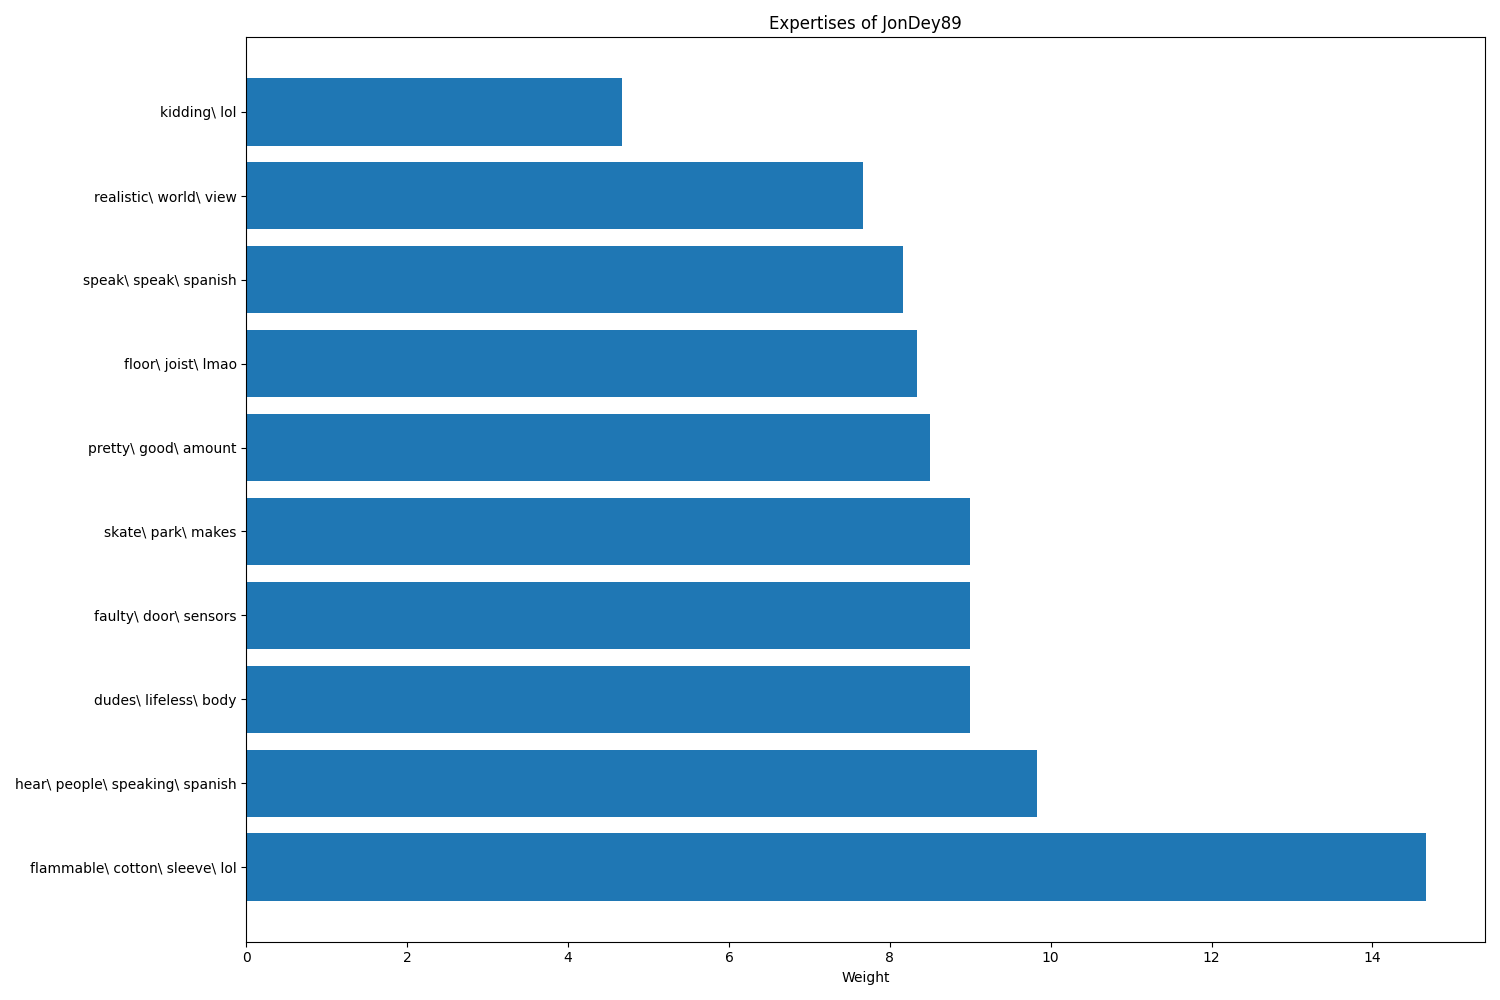 Expertises of JonDey89
kidding\ lol
realistic\ world\ view
speak\ speak\ spanish
floor\ joist\ lmao
pretty\ good\ amount
skate\ park\ makes
faulty\ door\ sensors
dudes\ lifeless\ body
hear\ people\ speaking\ spanish
flammable\ cotton\ sleeve\ lol
0 2 4 6 8 10 12 14
Weight